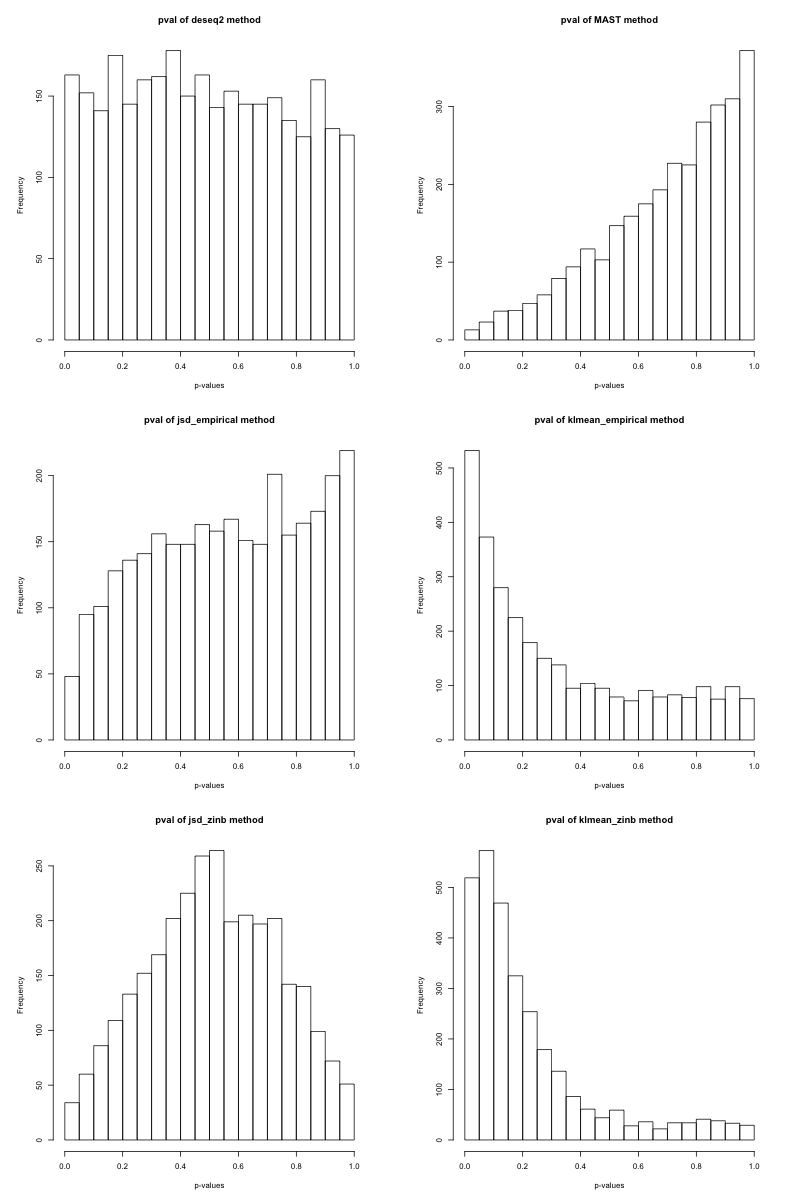 pval of deseq2 method
Frequency
0 50 100 150
0.0 0.2 0.4 0.6 0.8 1.0
p-values
pval of MAST method
Frequency
0 100 200 300
0.0 0.2 0.4 0.6 0.8 1.0
p-values
pval of jsd_empirical method
Frequency
0 50 100 150 200
0.0 0.2 0.4 0.6 0.8 1.0
p-values
pval of klmean_empirical method
Frequency
0 100 200 300 400 500
0.0 0.2 0.4 0.6 0.8 1.0
p-values
pval of jsd_zinb method
Frequency
0 50 100 150 200 250
0.0 0.2 0.4 0.6 0.8 1.0
p-values
pval of klmean_zinb method
Frequency
0 100 200 300 400 500
0.0 0.2 0.4 0.6 0.8 1.0
p-values